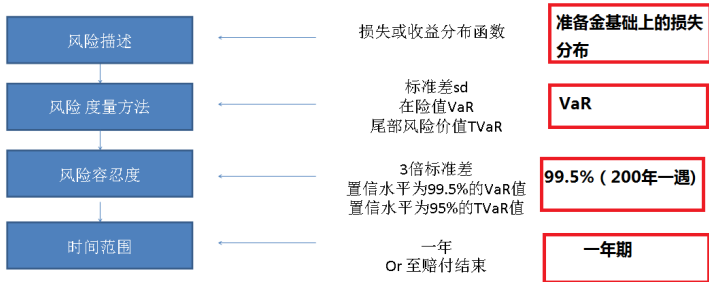 风险描述
损失或收益分布函数
准备金基础上的损失
分布
风险 度量方法
标准差sd
在险值VaR
尾部风险价值TVaR
VaR
风险容忍度
3倍标准差
置信水平为99.5%的VaR值
置信水平为95%的TVaR值
99.5%（200年一遇)
时间范围
一年
Or 至赔付结束
一年期